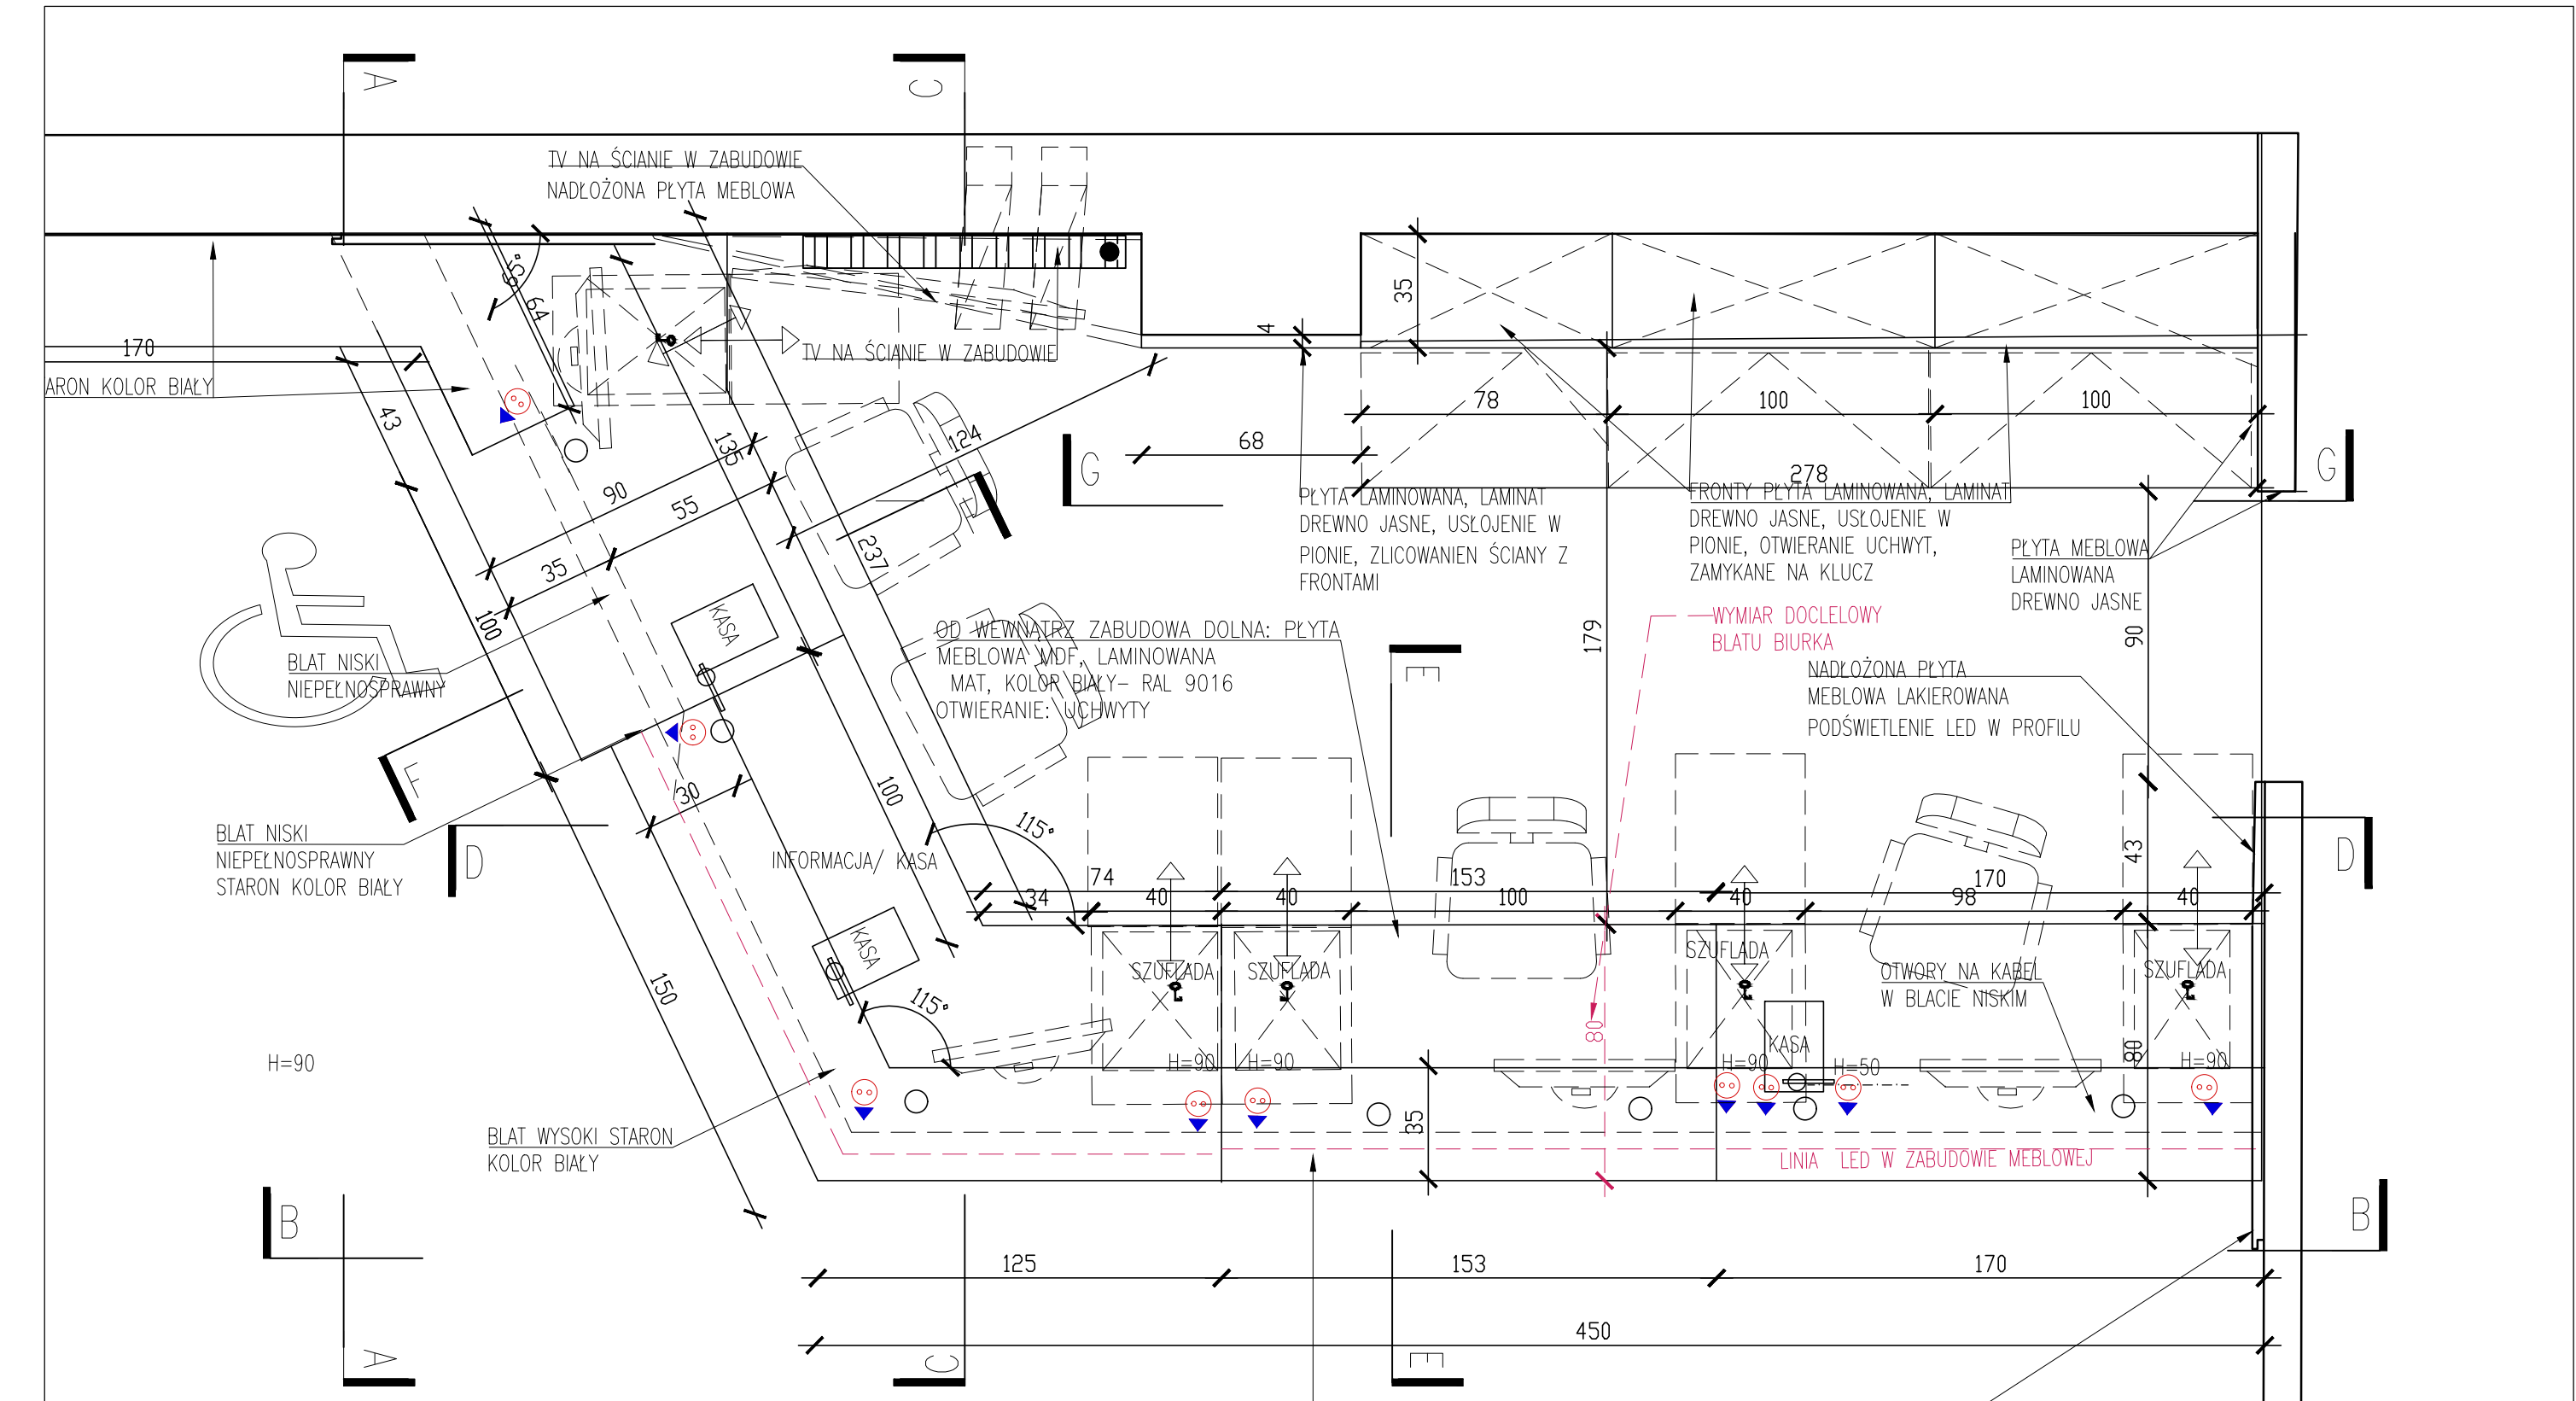 A
C
TV NA ŚCIANIE W ZABUDOWIE
NADŁOŻONA PŁYTA MEBLOWA
65°
64
35
4
170
TV NA ŚCIANIE W ZABUDOWIE
ARON KOLOR BIAŁY
43
135
124
78
100
100
68
G
G
278
90
55
35
237
100
KASA
PŁYTA LAMINOWANA, LAMINAT
DREWNO JASNE, USŁOJENIE W
PIONIE, ZLICOWANIEN ŚCIANY Z
FRONTAMI
FRONTY PŁYTA LAMINOWANA, LAMINAT
DREWNO JASNE, USŁOJENIE W
PIONIE, OTWIERANIE UCHWYT,
ZAMYKANE NA KLUCZ
PŁYTA MEBLOWA
LAMINOWANA
DREWNO JASNE
WYMIAR DOCLELOWY
BLATU BIURKA
179
90
OD WEWNĄTRZ ZABUDOWA DOLNA: PŁYTA
MEBLOWA MDF, LAMINOWANA
MAT, KOLOR BIAŁY- RAL 9016
OTWIERANIE: UCHWYTY
E
BLAT NISKI
NIEPEŁNOSPRAWNY
NADŁOŻONA PŁYTA
MEBLOWA LAKIEROWANA
PODŚWIETLENIE LED W PROFILU
F
30
100
115°
BLAT NISKI
NIEPEŁNOSPRAWNY
STARON KOLOR BIAŁY
D
D
INFORMACJA/ KASA
43
74
153
170
34
40
40
100
40
98
40
KASA
SZUFLADA
SZUFLADA
SZUFLADA
SZUFLADA
OTWORY NA KABEL
W BLACIE NISKIM
150
115°
80
KASA
80
H=90
H=90
H=90
H=90
H=50
H=90
35
BLAT WYSOKI STARON
KOLOR BIAŁY
LINIA LED W ZABUDOWIE MEBLOWEJ
B
B
125
153
170
450
A
C
E